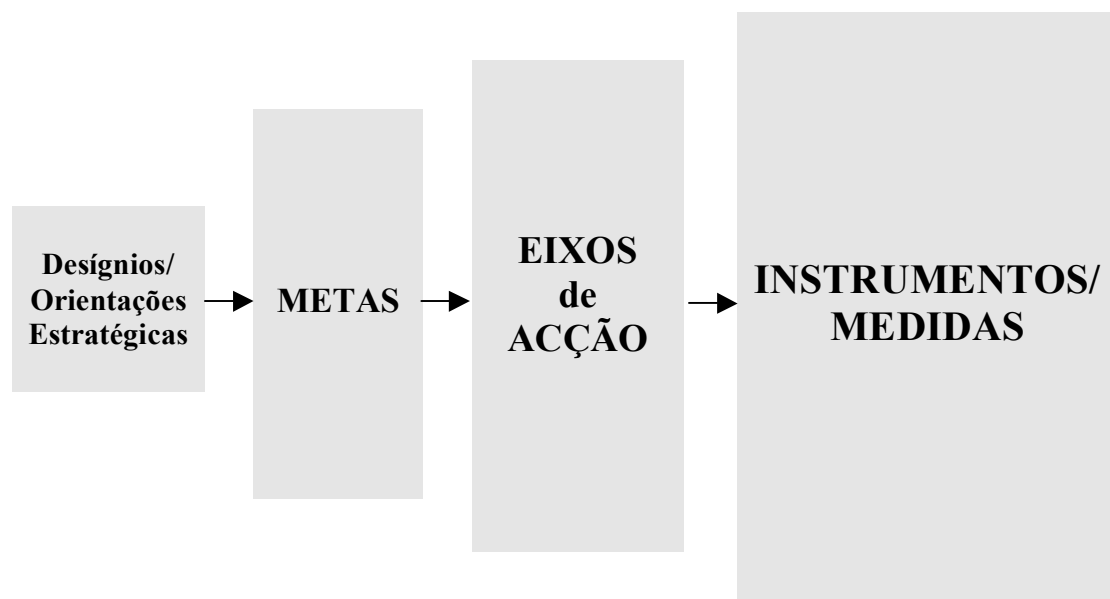 Desígnios/
Orientações
Estratégicas
METAS
EIXOS
de
ACÇÃO
INSTRUMENTOS/
MEDIDAS